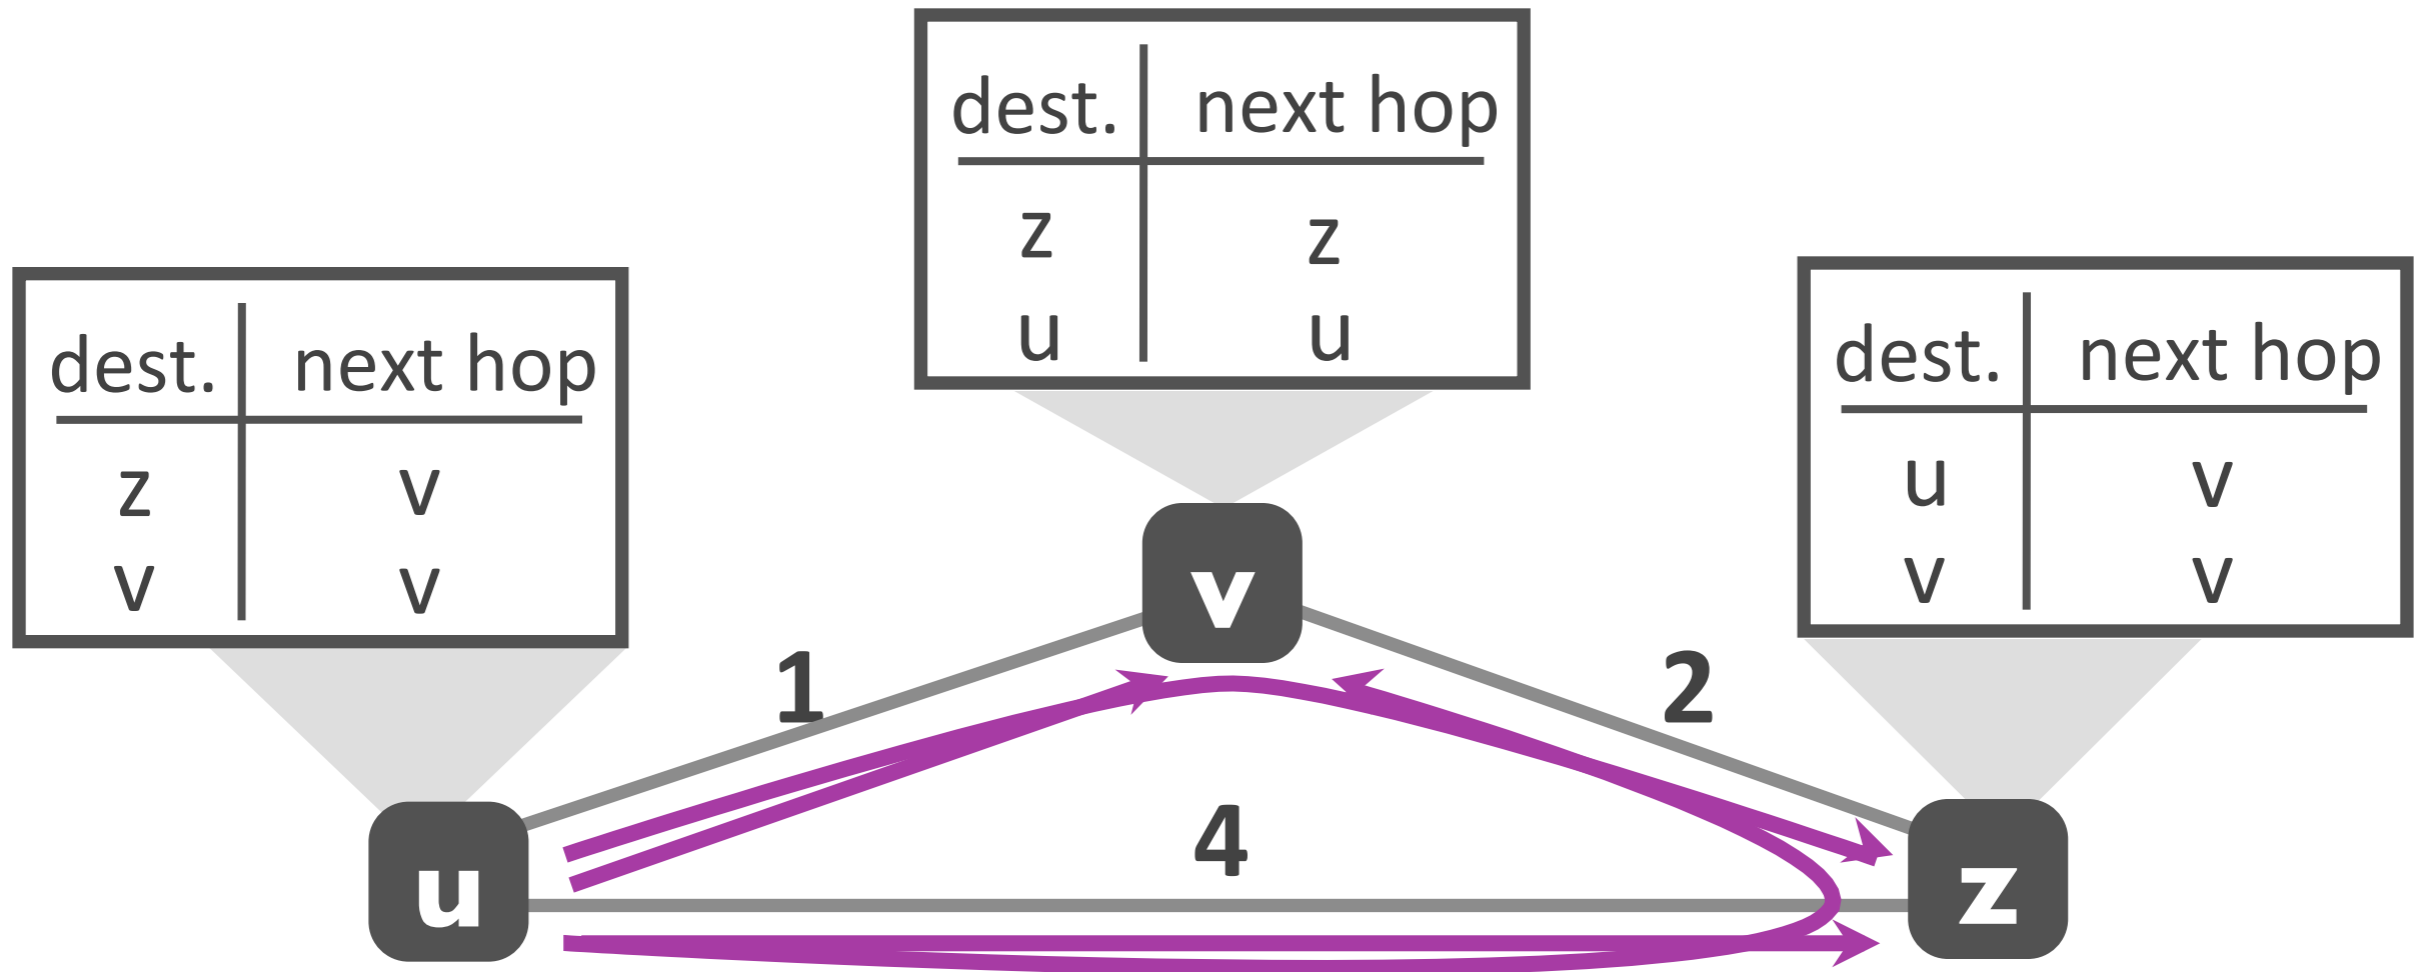 dest. next hop
z z
u u
dest. next hop
z v
v v
dest. next hop
u v
v v
v
1
2
4
u
z